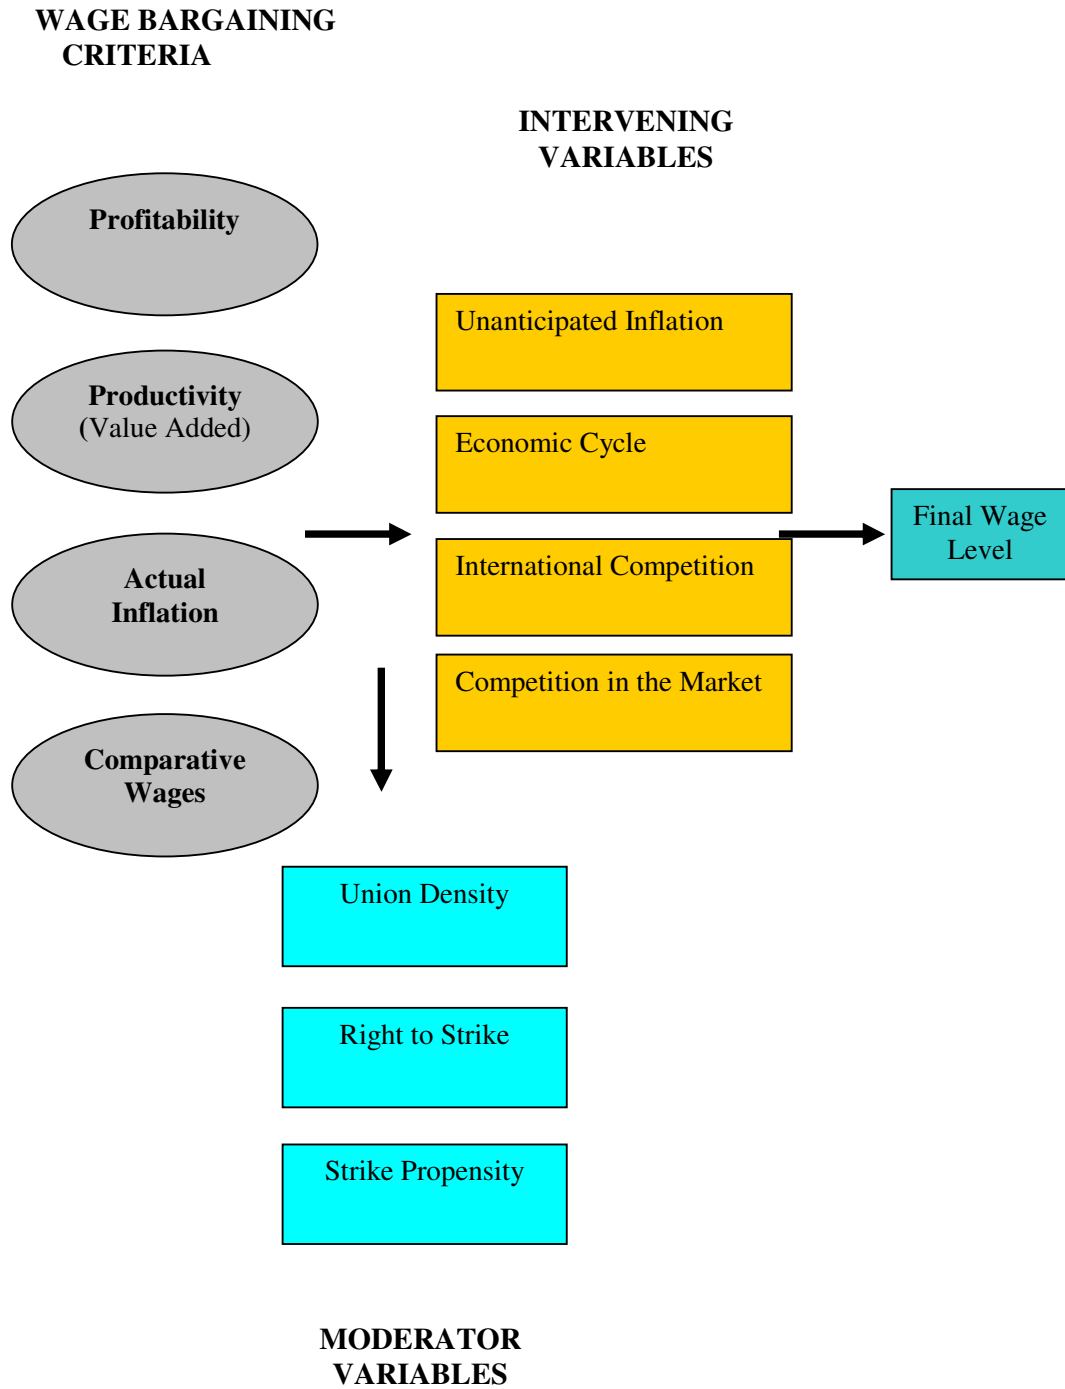 WAGE BARGAINING
CRITERIA
INTERVENING
VARIABLES
Profitability
Productivity
(Value Added)
Actual
Inflation
Comparative
Wages
Unanticipated Inflation
Economic Cycle
International Competition
Competition in the Market
Final Wage
Level
Union Density
Right to Strike
Strike Propensity
MODERATOR
VARIABLES